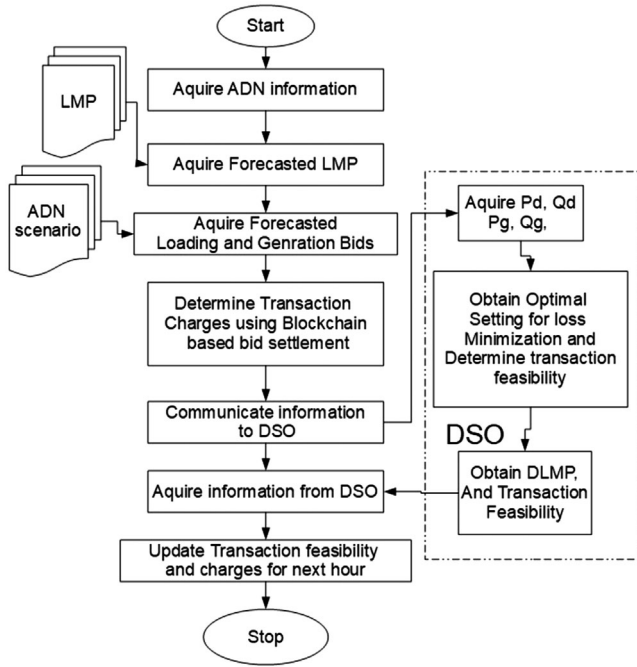 Start
Aquire ADN information
LMP
Aquire Forecasted LMP
ADN
scenario
Aquire Forecasted
Loading and Genration Bids
Determine Transaction
Charges using Blockchain
based bid settlement
Communicate information
to DSO
Aquire information from DSO
Update Transaction feasibility
and charges for next hour
Stop
Aquire Pd, Qd
Pg, Qg,
Obtain Optimal
Setting for loss
Minimization and
Determine transaction
feasibility
DSO
Obtain DLMP,
And Transaction
Feasibility